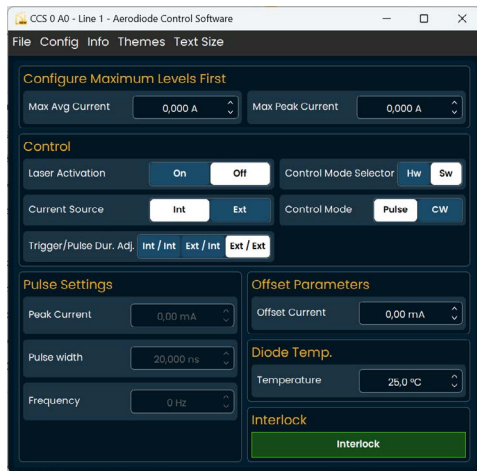 CCS 0 A0 - Line 1 - Aerodiode Control Software
File Config Info Themes Text Size
Configure Maximum Levels First
Max Avg Current 0,000 A Max Peak Current 0,000 A
Control
Laser Activation On Off Control Mode Selector Hw Sw
Current Source Int Ext Control Mode Pulse CW
Trigger/Pulse Dur. Adj. Int / Int Ext / Int Ext / Ext
Pulse Settings
Peak Current 0,00 mA
Pulse width 20,000 ns
Frequency 0 Hz
Offset Parameters
Offset Current 0,00 mA
Diode Temp.
Temperature 25,0 °C
Interlock
Interlock